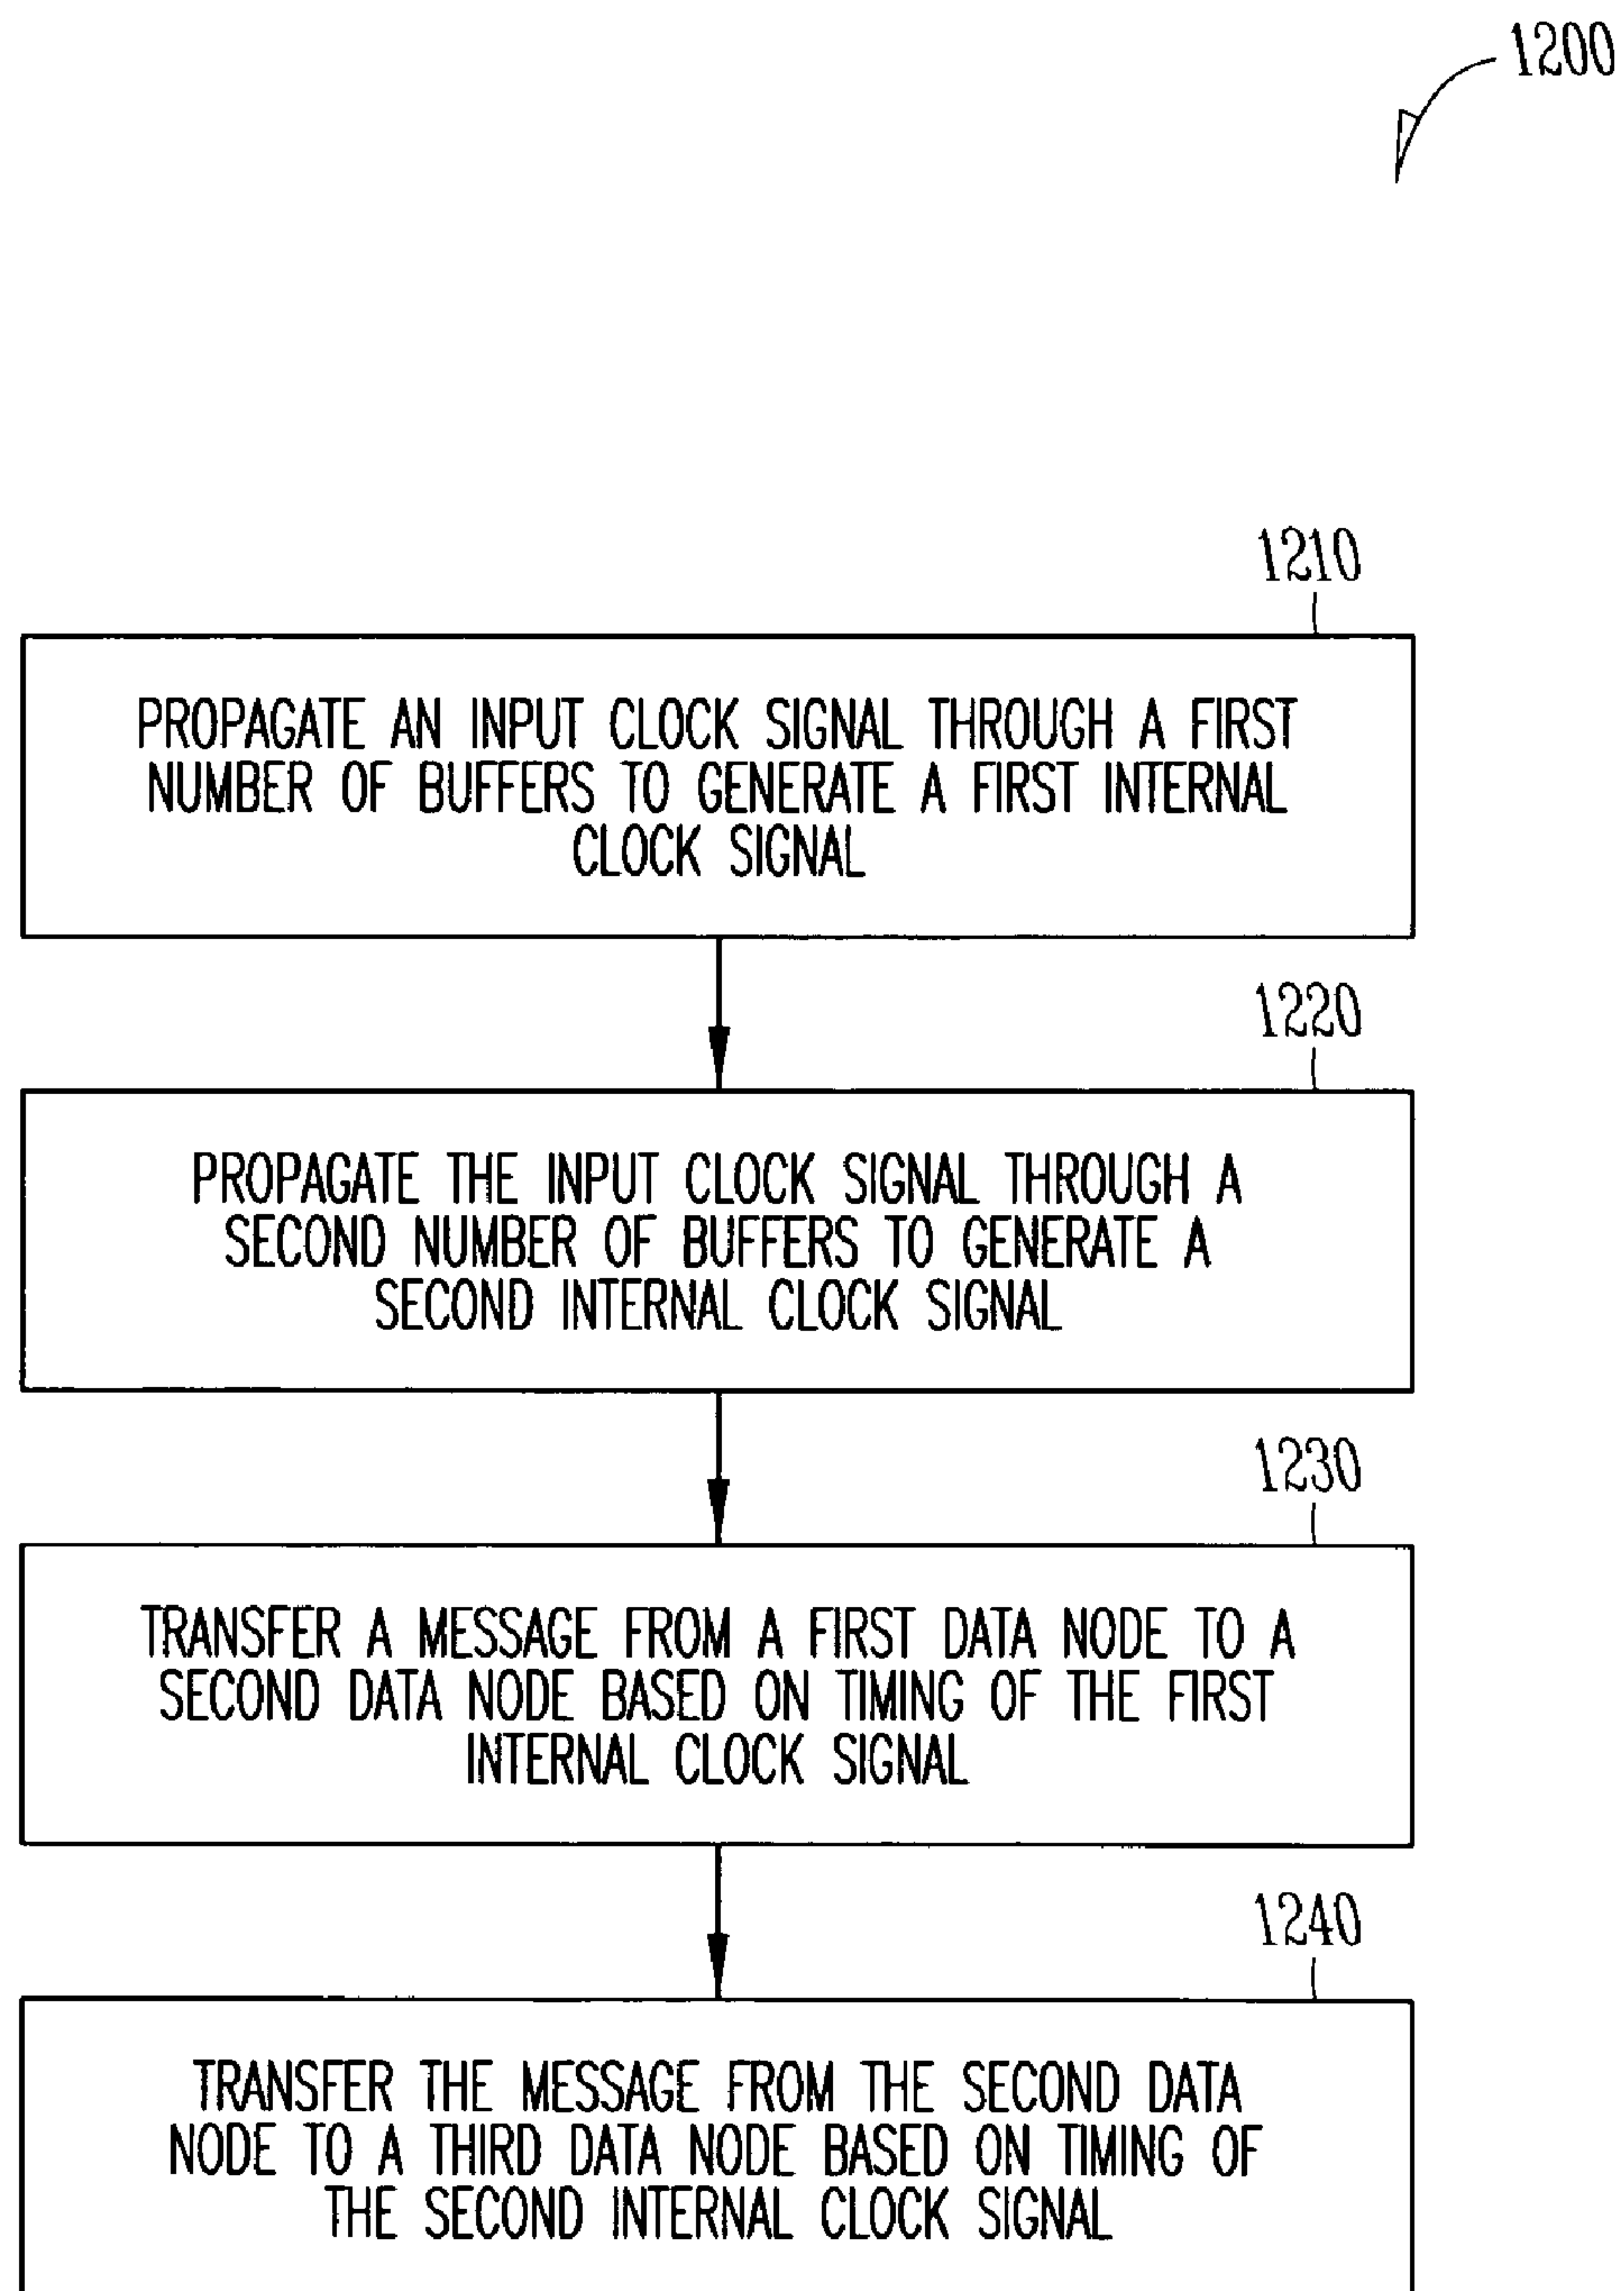 1200
1210
PROPAGATE AN INPUT CLOCK SIGNAL THROUGH A FIRST
NUMBER OF BUFFERS TO GENERATE A FIRST INTERNAL
CLOCK SIGNAL
1220
PROPAGATE THE INPUT CLOCK SIGNAL THROUGH A
SECOND NUMBER OF BUFFERS TO GENERATE A
SECOND INTERNAL CLOCK SIGNAL
1230
TRANSFER A MESSAGE FROM A FIRST DATA NODE TO A
SECOND DATA NODE BASED ON TIMING OF THE FIRST
INTERNAL CLOCK SIGNAL
1240
TRANSFER THE MESSAGE FROM THE SECOND DATA
NODE TO A THIRD DATA NODE BASED ON TIMING OF
THE SECOND INTERNAL CLOCK SIGNAL